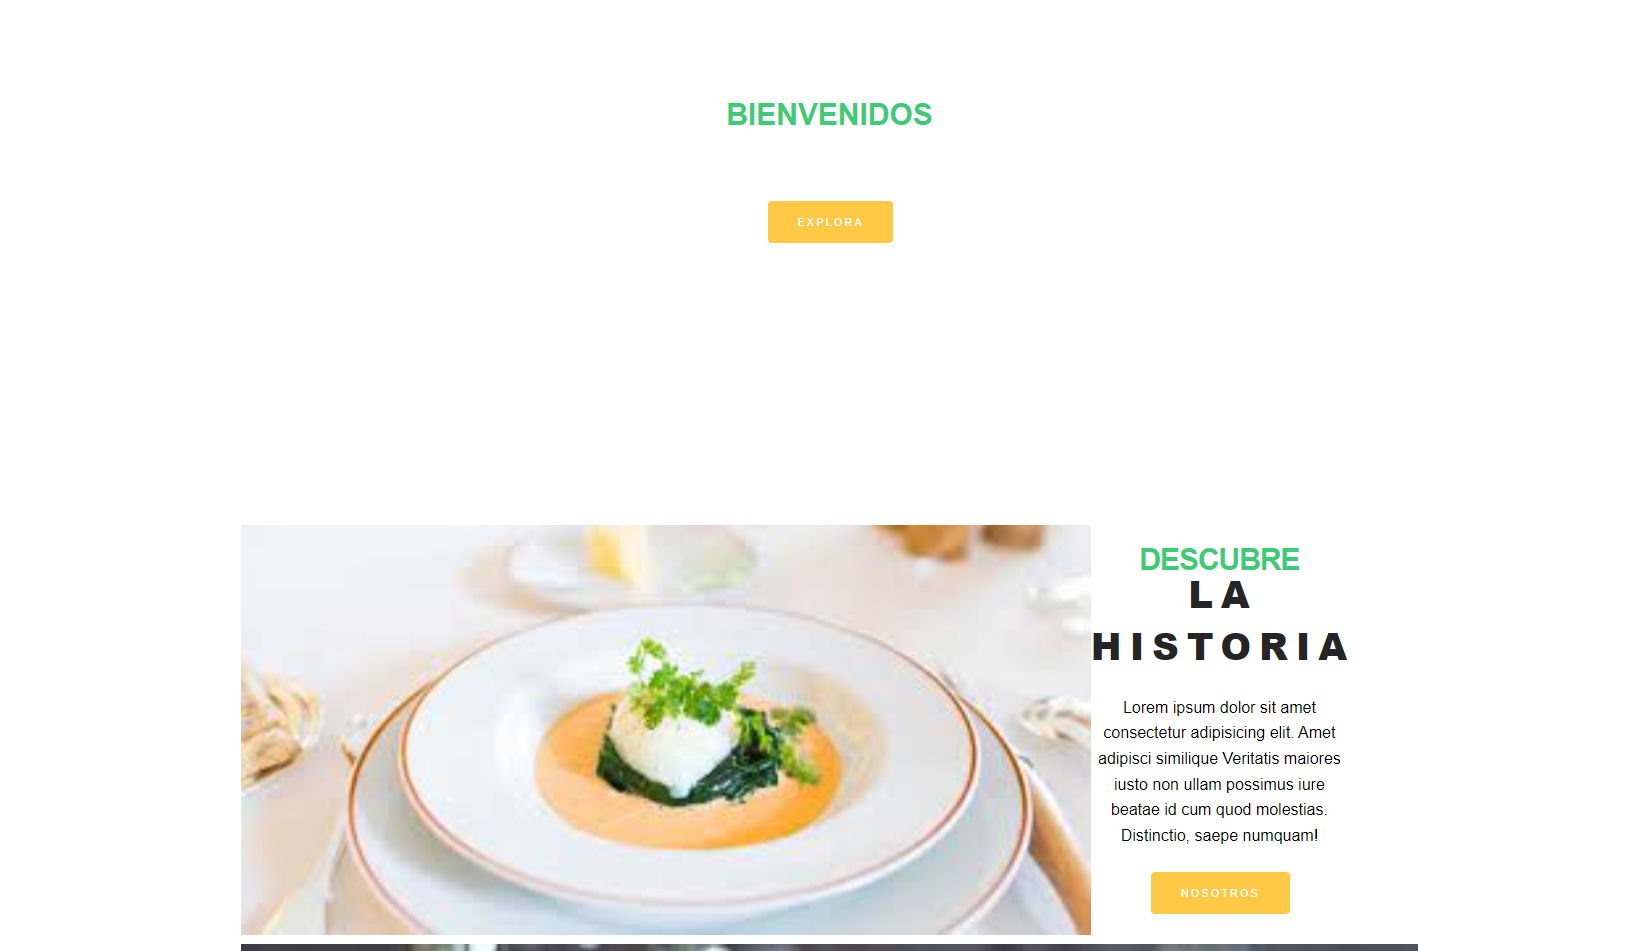 BIENVENIDOS
EXPLORA
DESCUBRE
LA
HISTORIA
Lorem ipsum dolor sit amet
consectetur adipisicing elit. Amet
adipisci similique Veritatis maiores
iusto non ullam possimus iure
beatae id cum quod molestias.
Distinctio, saepe numquam!
NOSOTROS